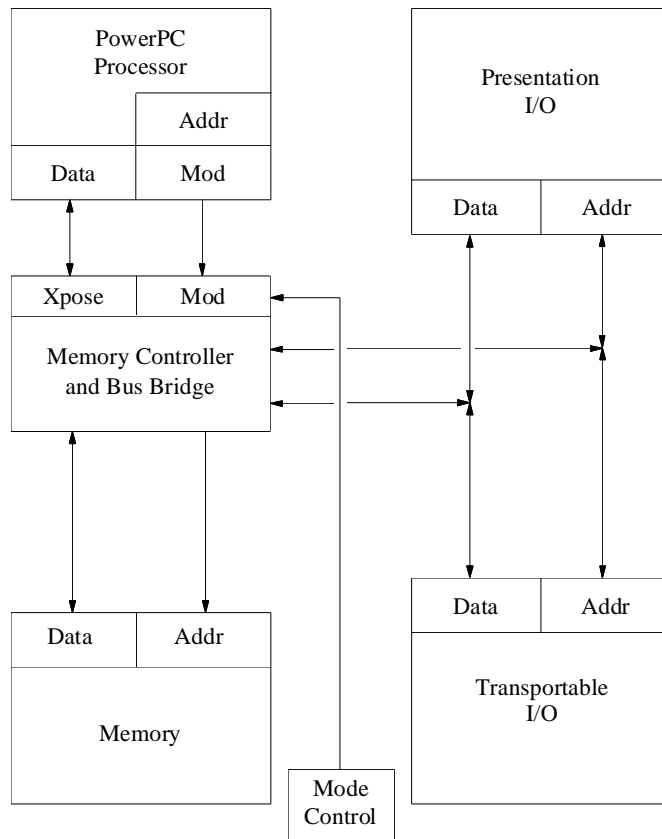 PowerPC
Processor
Addr
Data
Mod
Presentation
I/O
Data
Addr
Xpose
Mod
Memory Controller
and Bus Bridge
Data
Addr
Memory
Data
Addr
Transportable
I/O
Mode
Control